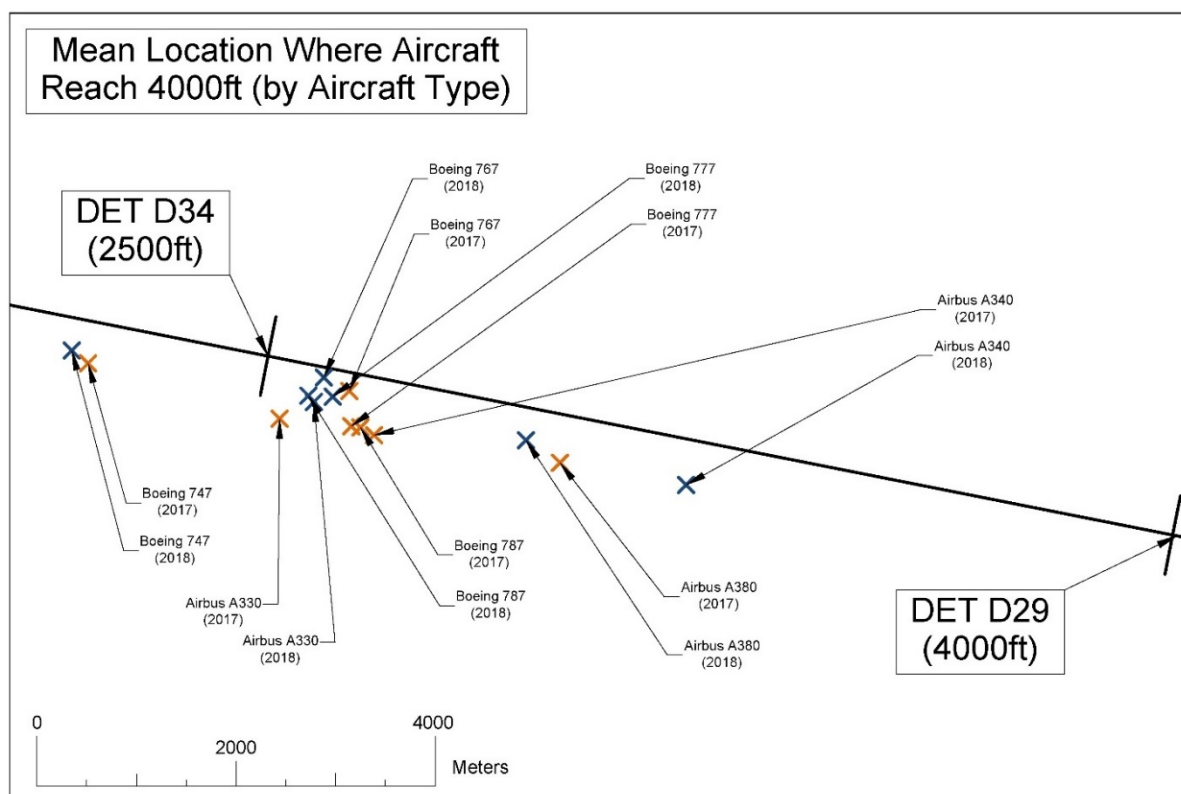 Mean Location Where Aircraft
Reach 4000ft (by Aircraft Type)
Boeing 767
(2018)
Boeing 777
(2018)
DET D34
(2500ft)
Boeing 767
(2017)
Boeing 777
(2017)
Airbus A340
(2017)
Airbus A340
(2018)
Boeing 747
(2017)
Boeing 747
(2018)
Boeing 787
(2017)
Boeing 787
(2018)
Airbus A330
(2017)
Airbus A330
(2018)
Airbus A380
(2017)
Airbus A380
(2018)
DET D29
(4000ft)
0
4000
2000
Meters